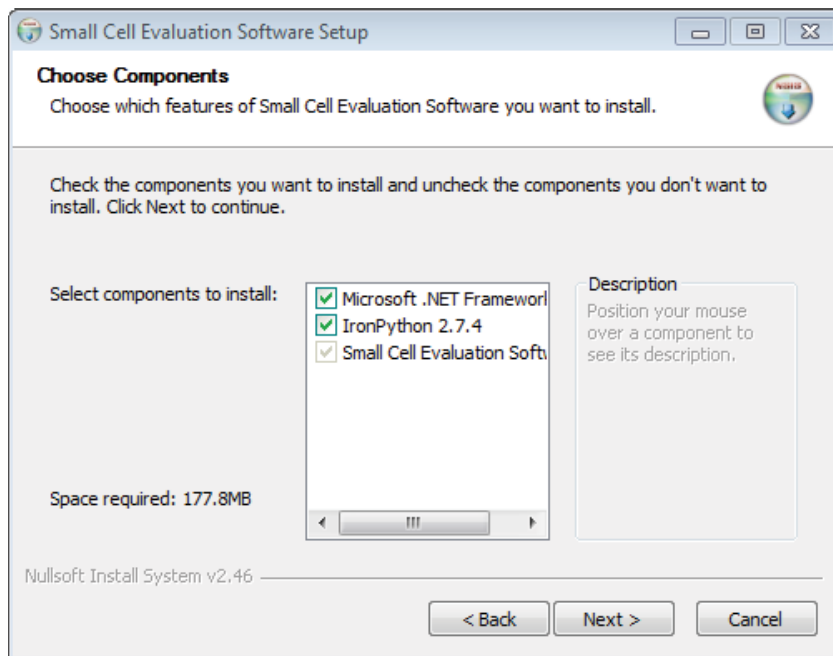 Small Cell Evaluation Software Setup
Choose Components
Choose which features of Small Cell Evaluation Software you want to install.
Check the components you want to install and uncheck the components you don't want to
install. Click Next to continue.
Select components to install:
Microsoft .NET Framework
IronPython 2.7.4
Small Cell Evaluation Soft
Description
Position your mouse
over a component to
see its description.
Space required: 177.8MB
Nullsoft Install System v2.46
< Back
Next >
Cancel